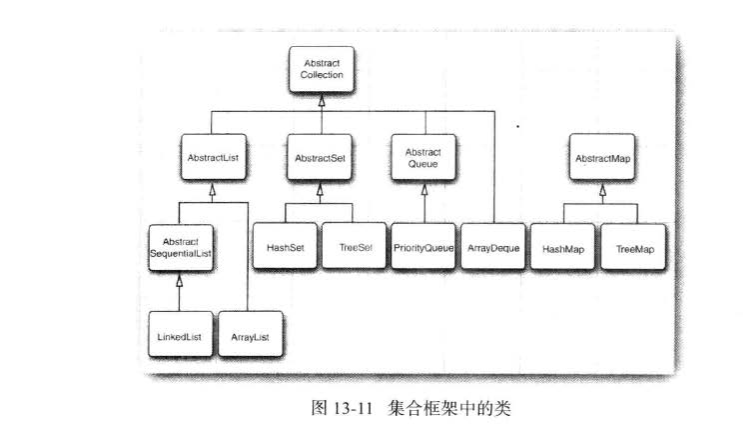 Abstract
Collection
AbstractList
AbstractSet
Abstract
Queue
AbstractMap
Abstract
SequentialList
HashSet
TreeSet
PriorityQueue
ArrayDeque
HashMap
TreeMap
LinkedList
ArrayList
图 13-11 集合框架中的类